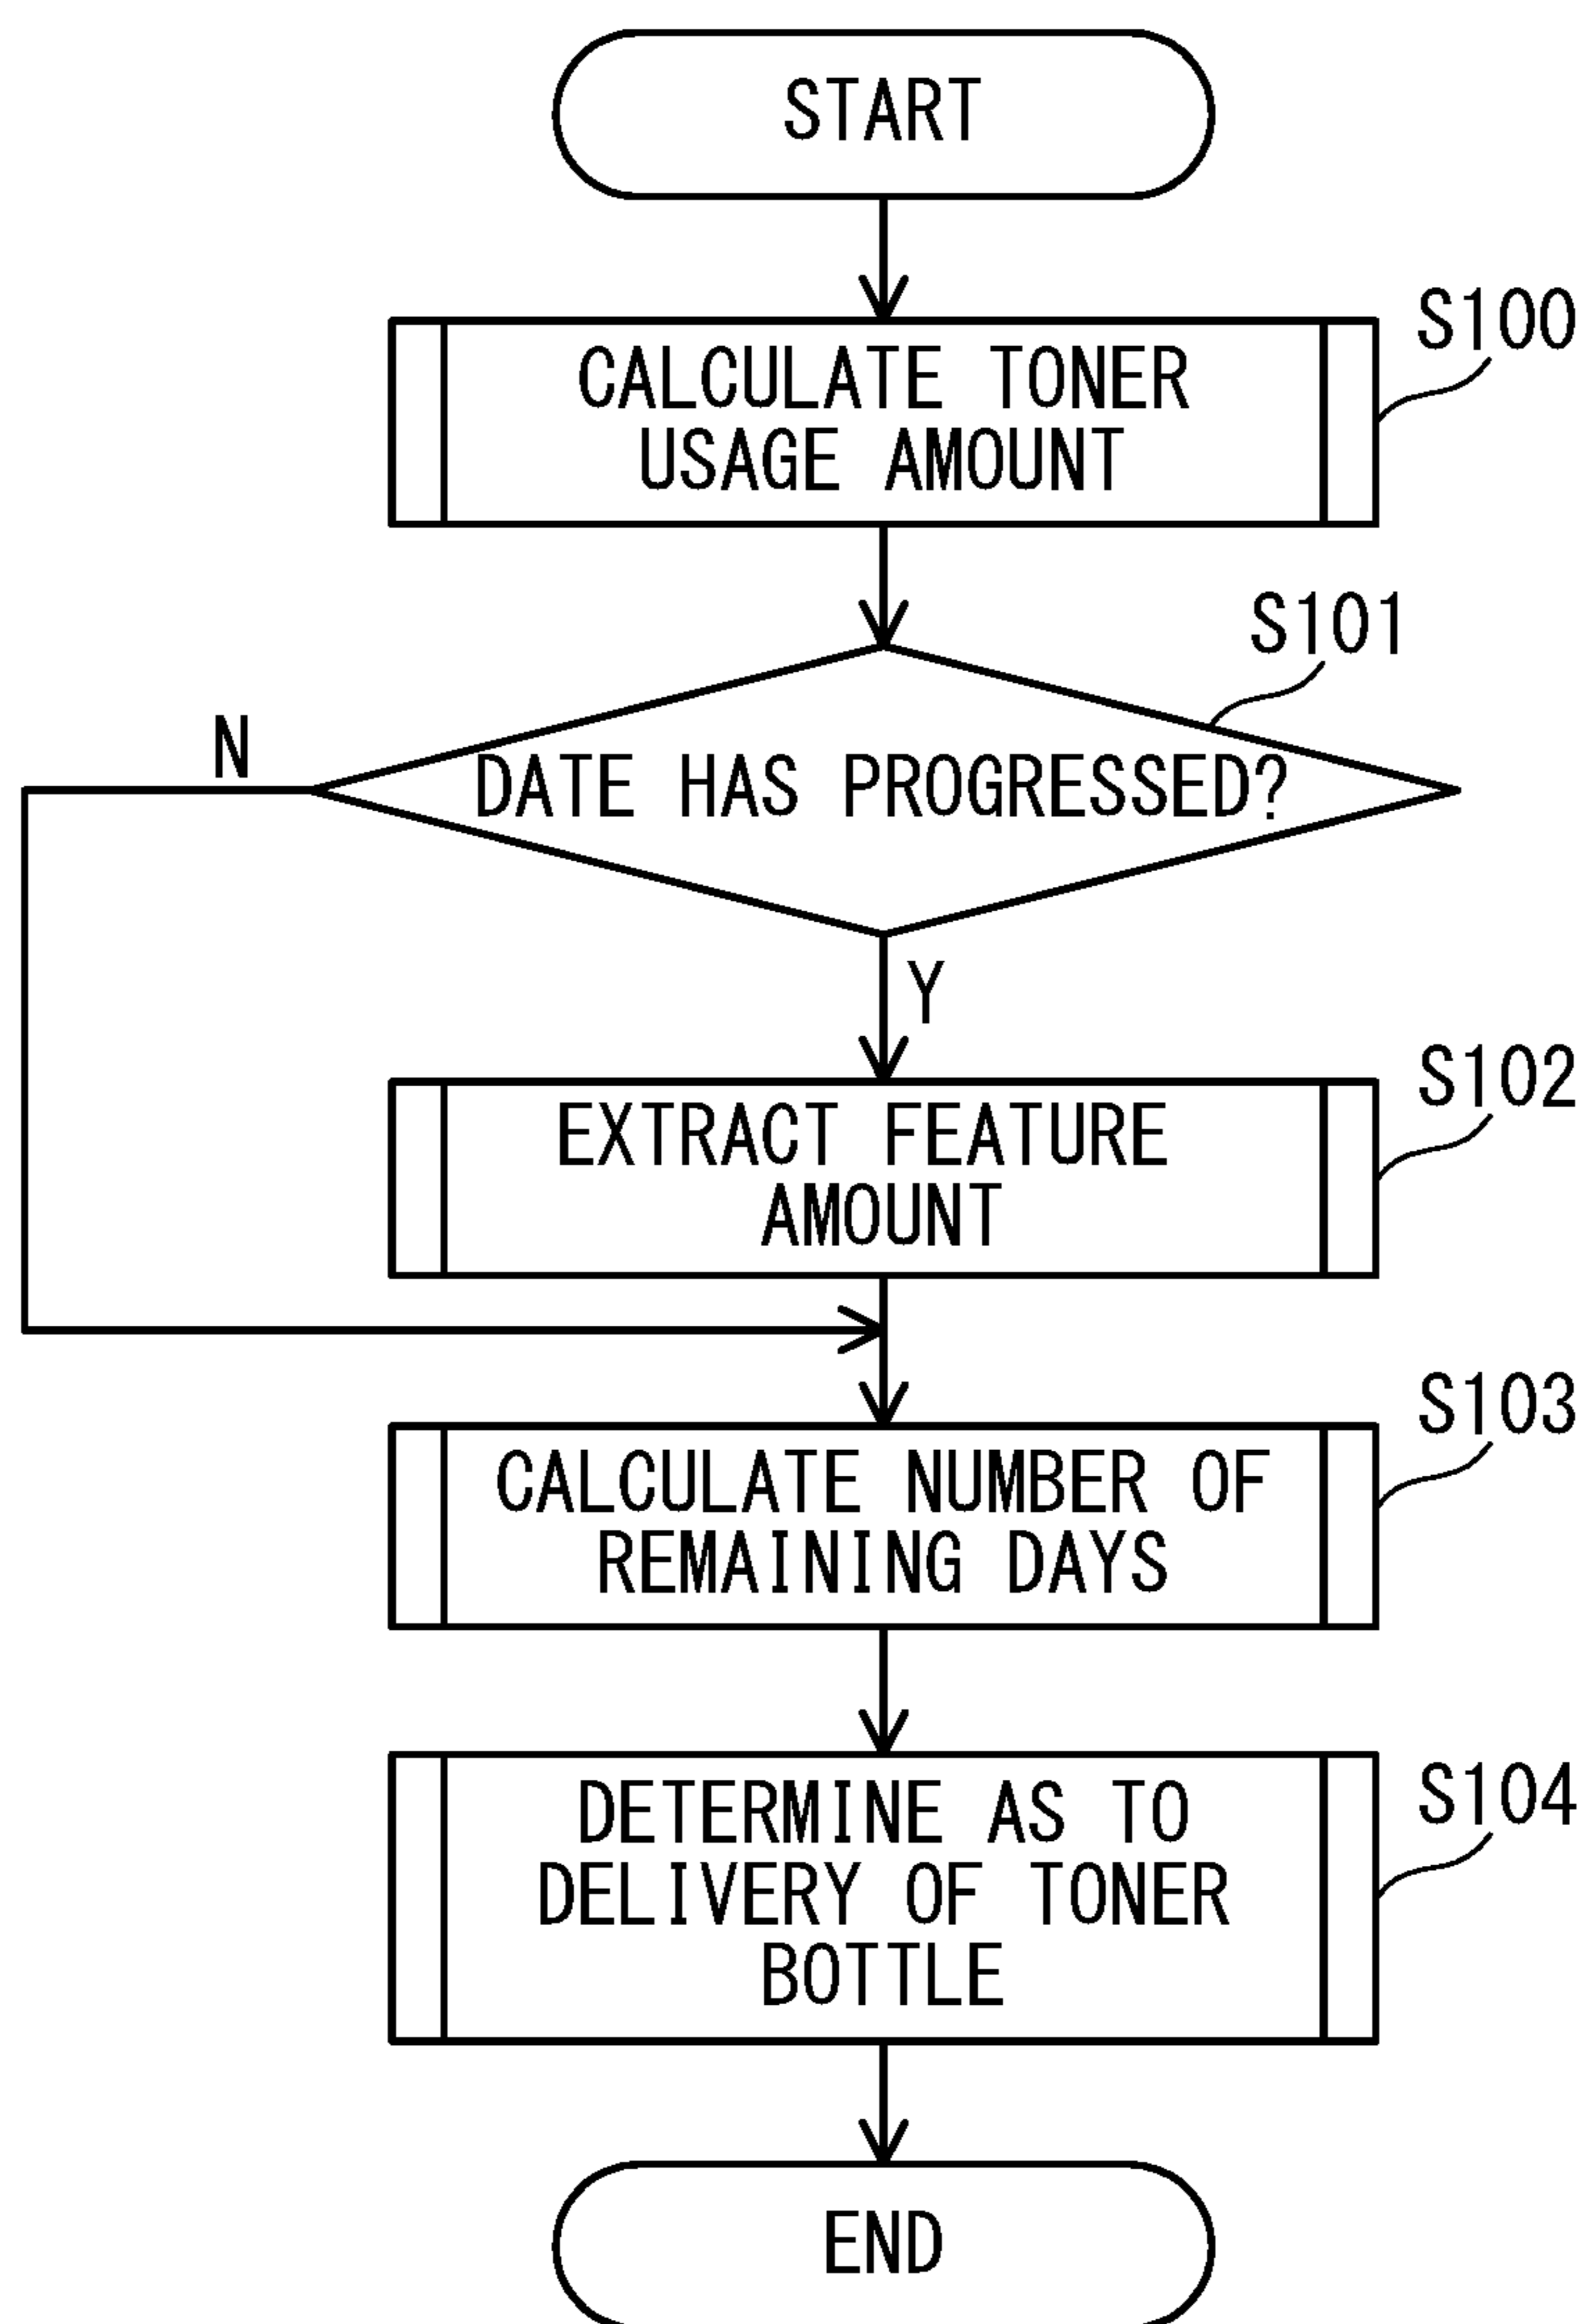 START
S100
CALCULATE TONER
USAGE AMOUNT
S101
N
DATE HAS PROGRESSED?
Y
S102
EXTRACT FEATURE
AMOUNT
S103
CALCULATE NUMBER OF
REMAINING DAYS
S104
DETERMINE AS TO
DELIVERY OF TONER
BOTTLE
END